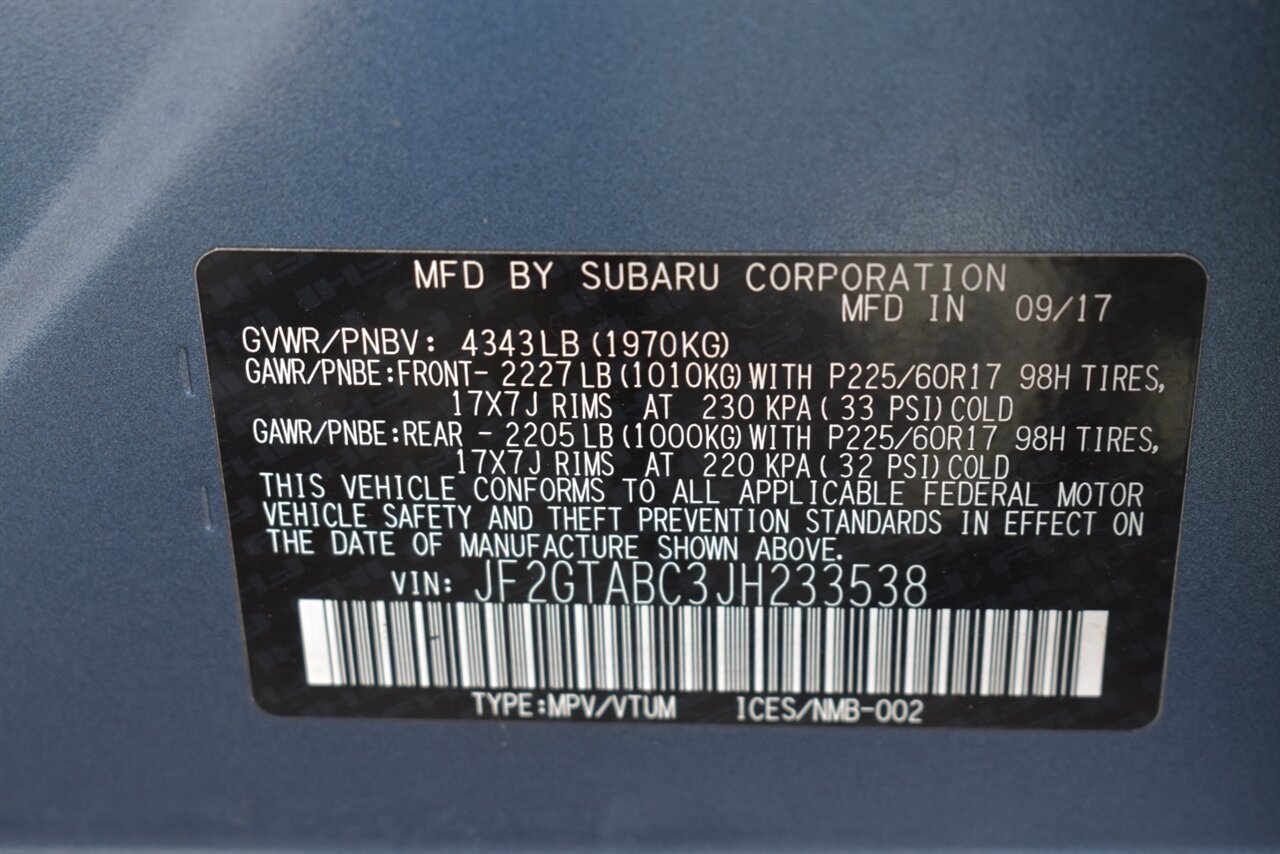 MFD BY SUBARU CORPORATION
MFD IN 09/17
GVWR/PNBV: 4343LB (1970KG)
GAWR/PNBE:FRONT- 2227LB(1010KG)WITH P225/60R17 98H TIRES,
17X7J RIMS AT 230 KPA( 33 PSI)COLD
GAWR/PNBE:REAR - 2205LB(1000KG)WITH P225/60R17 98H TIRES,
17X7J RIMS AT 220 KPA( 32 PSI)COLD
THIS VEHICLE CONFORMS TO ALL APPLICABLE FEDERAL MOTOR
VEHICLE SAFETY AND THEFT PREVENTION STANDARDS IN EFFECT ON
THE DATE OF MANUFACTURE SHOWN ABOVE.
VIN: JF2GTABC3JH233538
TYPE:MPV/VTUM ICES/NMB-002